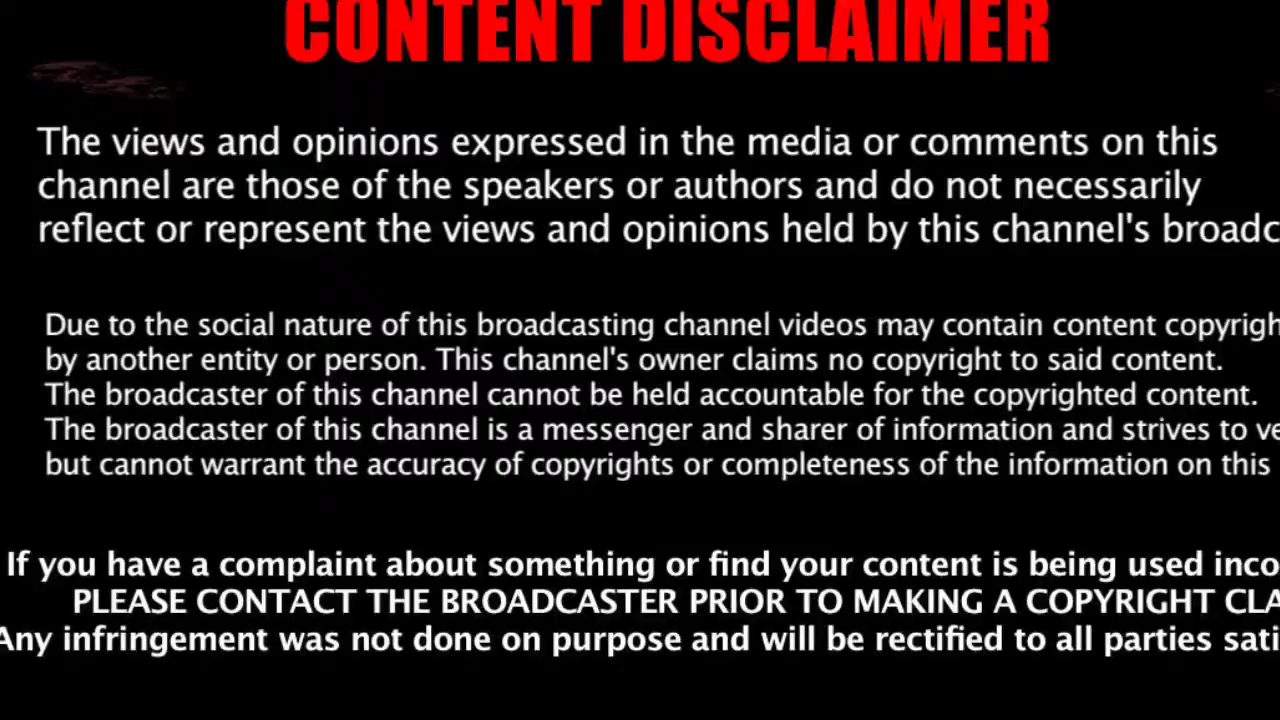 CONTENT DISCLAIMER
The views and opinions expressed in the media or comments on this
channel are those of the speakers or authors and do not necessarily
reflect or represent the views and opinions held by this channel's broadc
Due to the social nature of this broadcasting channel videos may contain content copyrigh
by another entity or person. This channel's owner claims no copyright to said content.
The broadcaster of this channel cannot be held accountable for the copyrighted content.
The broadcaster of this channel is a messenger and sharer of information and strives to ve
but cannot warrant the accuracy of copyrights or completeness of the information on this
If you have a complaint about something or find your content is being used inco
PLEASE CONTACT THE BROADCASTER PRIOR TO MAKING A COPYRIGHT CLA
Any infringement was not done on purpose and will be rectified to all parties sati